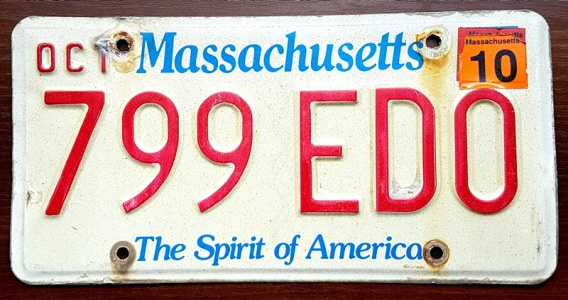 OCT Massachusetts
Massachusetts
10
799 EDO
The Spirit of America